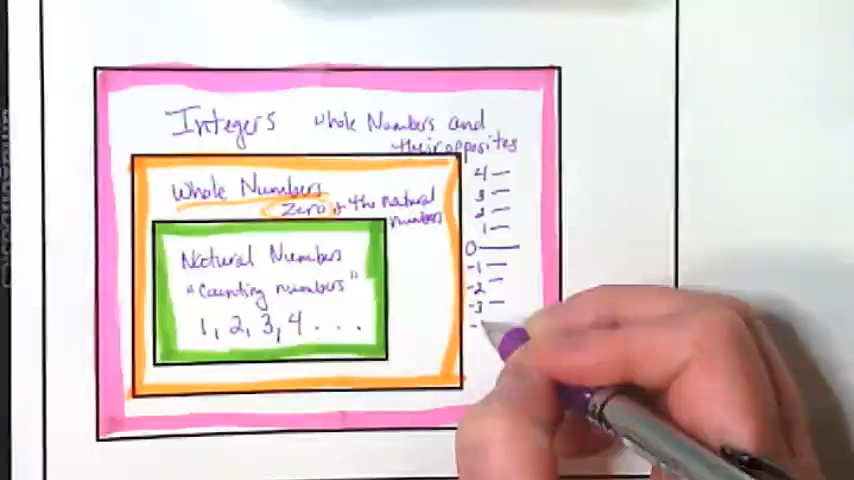 Integers whole Numbers and
their opposites
Whole Numbers
Zero + the natural
numbers
Natural Numbers
"Counting numbers"
1, 2, 3, 4 . . .
4
3
2
1
0
-1
-2
-3
-